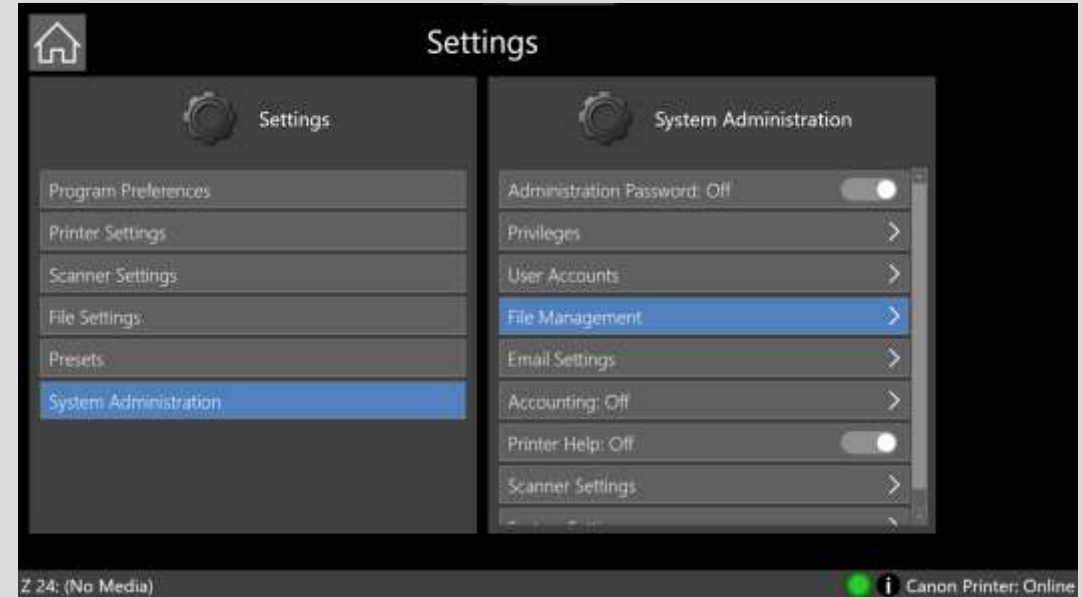 Settings
Settings
Program Preferences
Printer Settings
Scanner Settings
File Settings
Presets
System Administration
System Administration
Administration Password: Off
Privileges
User Accounts
File Management
Email Settings
Accounting: Off
Printer Help: Off
Scanner Settings
Z 24: (No Media)
i Canon Printer: Online